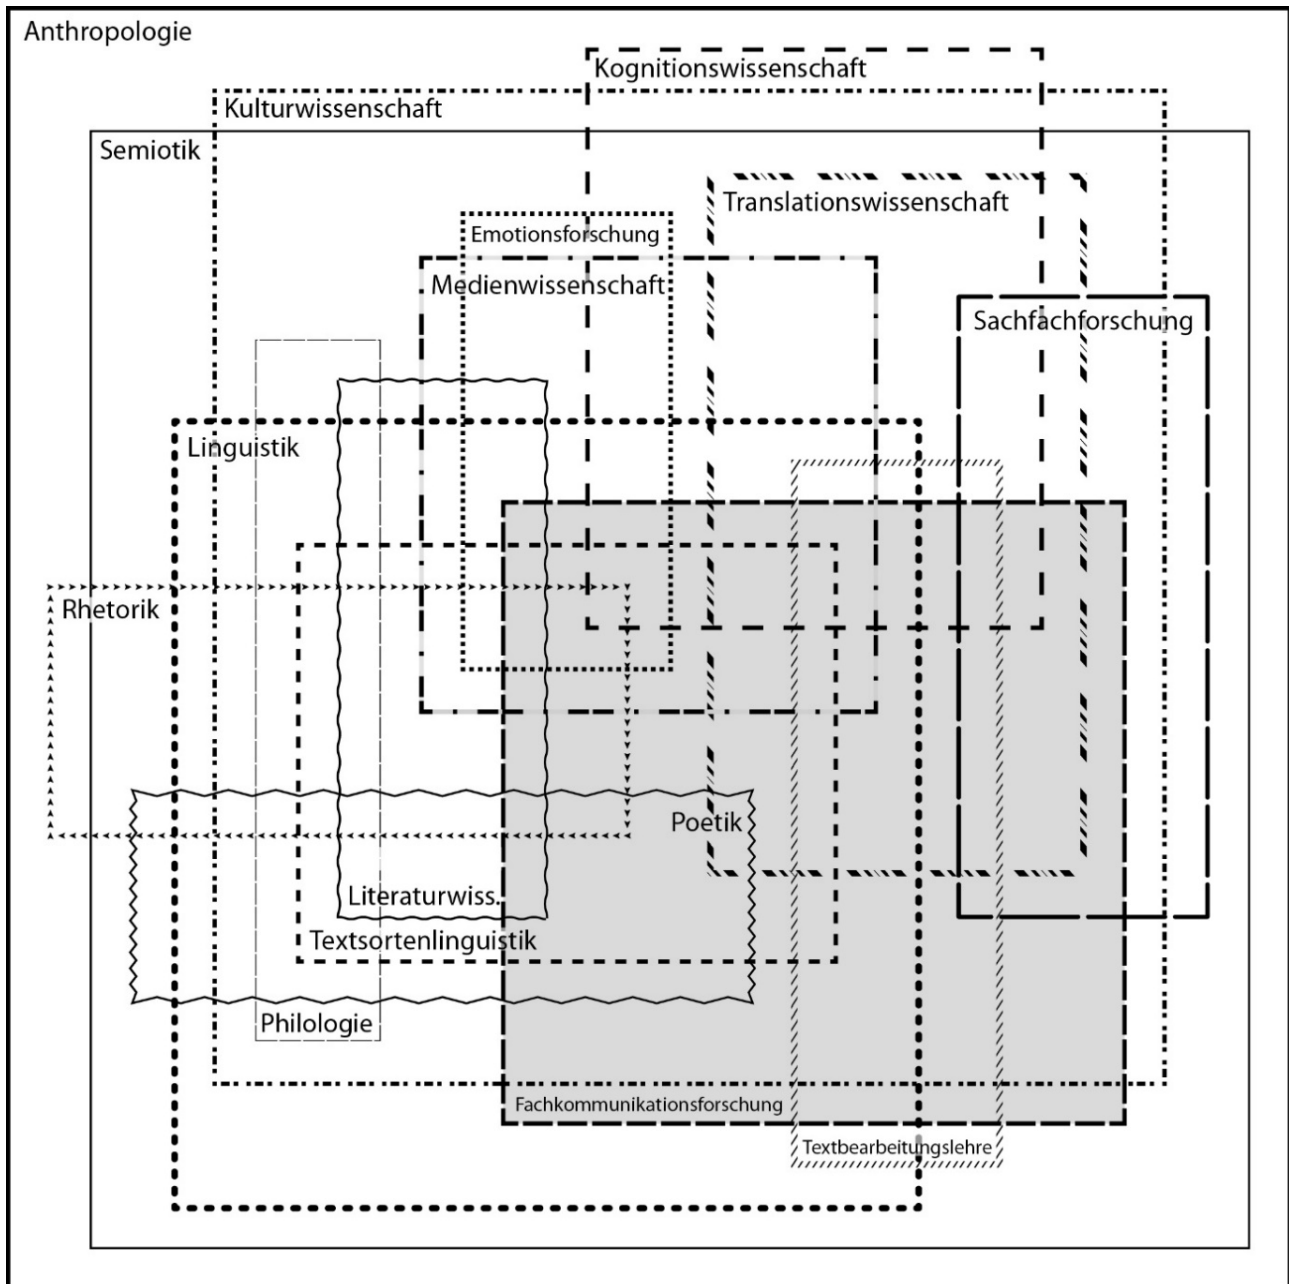 Anthropologie
Kognitionswissenschaft
Kulturwissenschaft
Semiotik
Translationswissenschaft
Emotionsforschung
Medienwissenschaft
Sachfachforschung
Linguistik
Rhetorik
Poetik
Literaturwiss.
Textsortenlinguistik
Philologie
Fachkommunikationsforschung
Textbearbeitungslehre